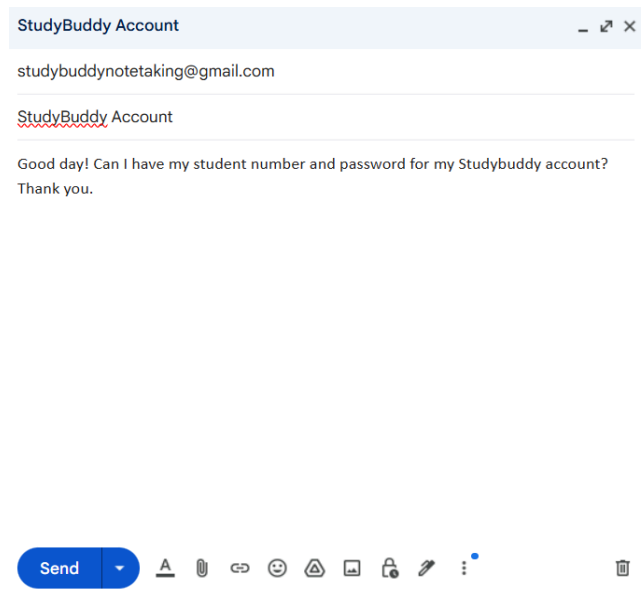 StudyBuddy Account
studybuddynotetaking@gmail.com
StudyBuddy Account
Good day! Can I have my student number and password for my Studybuddy account?
Thank you.
Send
A